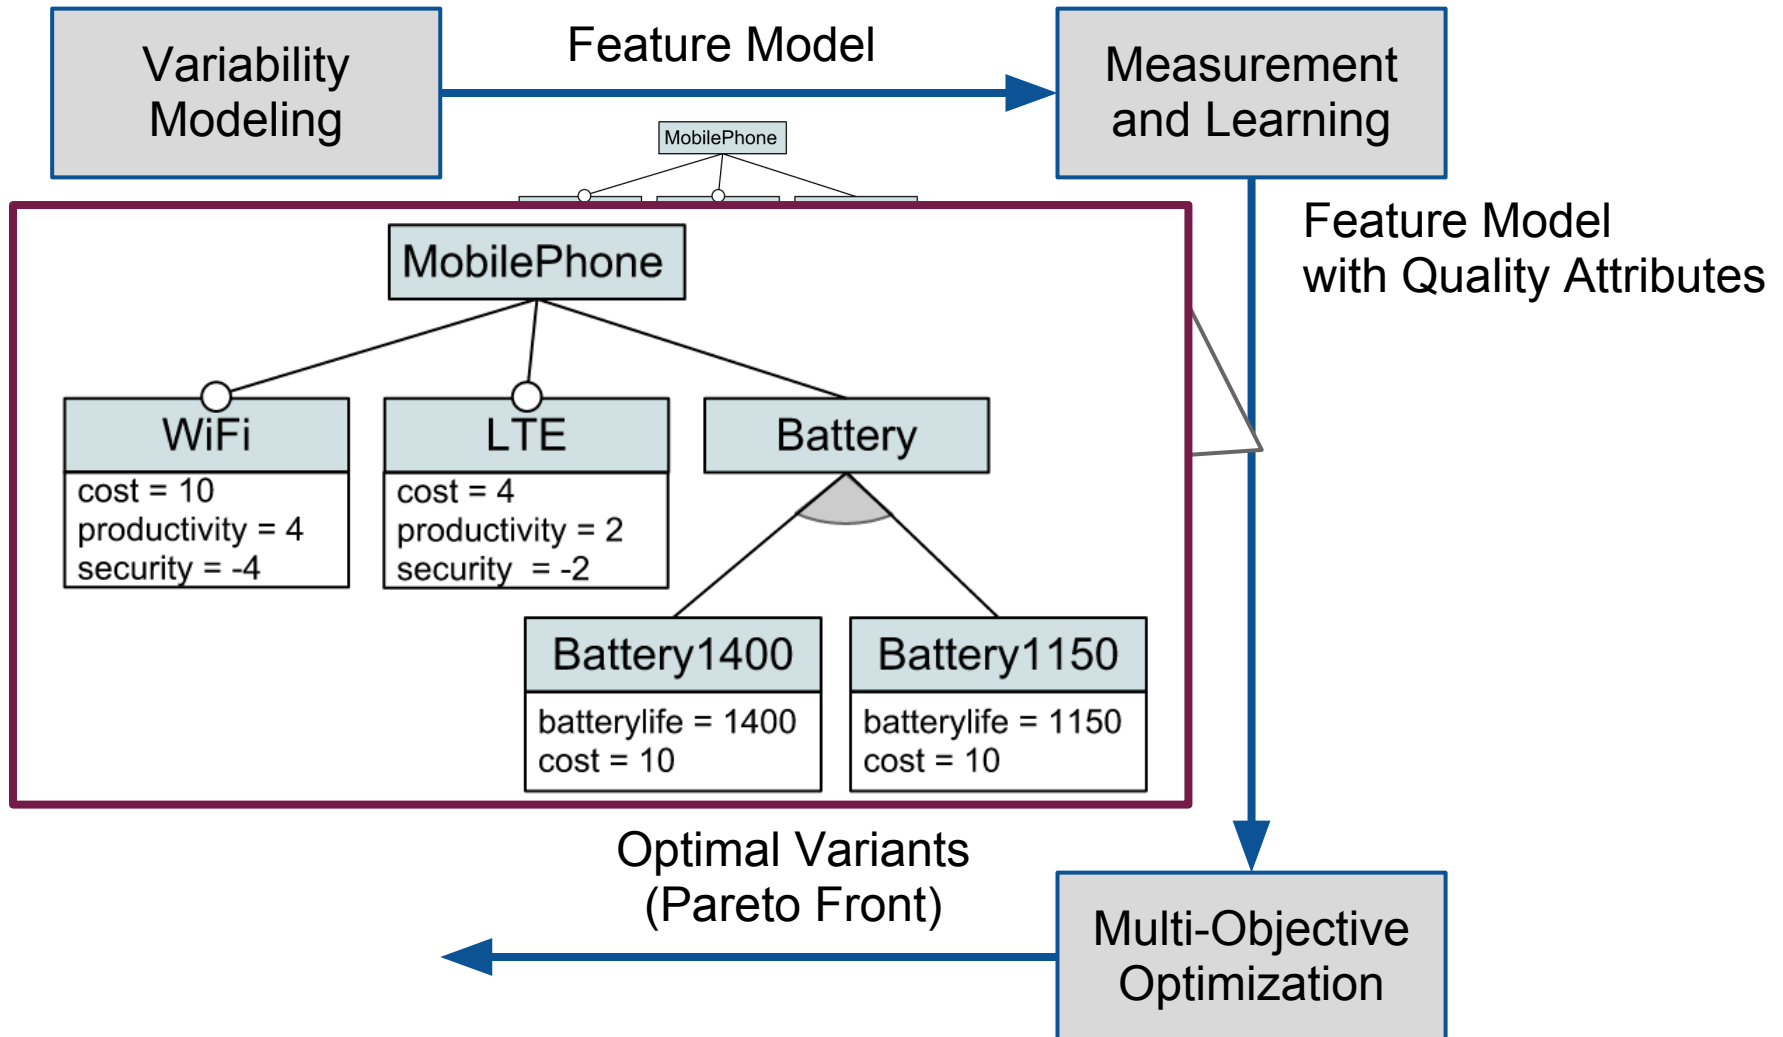 Variability
Modeling
Feature Model
Measurement
and Learning
MobilePhone
Feature Model
with Quality Attributes
MobilePhone
WiFi
cost = 10
productivity = 4
security = -4
LTE
cost = 4
productivity = 2
security = -2
Battery
Battery1400
batterylife = 1400
cost = 10
Battery1150
batterylife = 1150
cost = 10
Optimal Variants
(Pareto Front)
Multi-Objective
Optimization